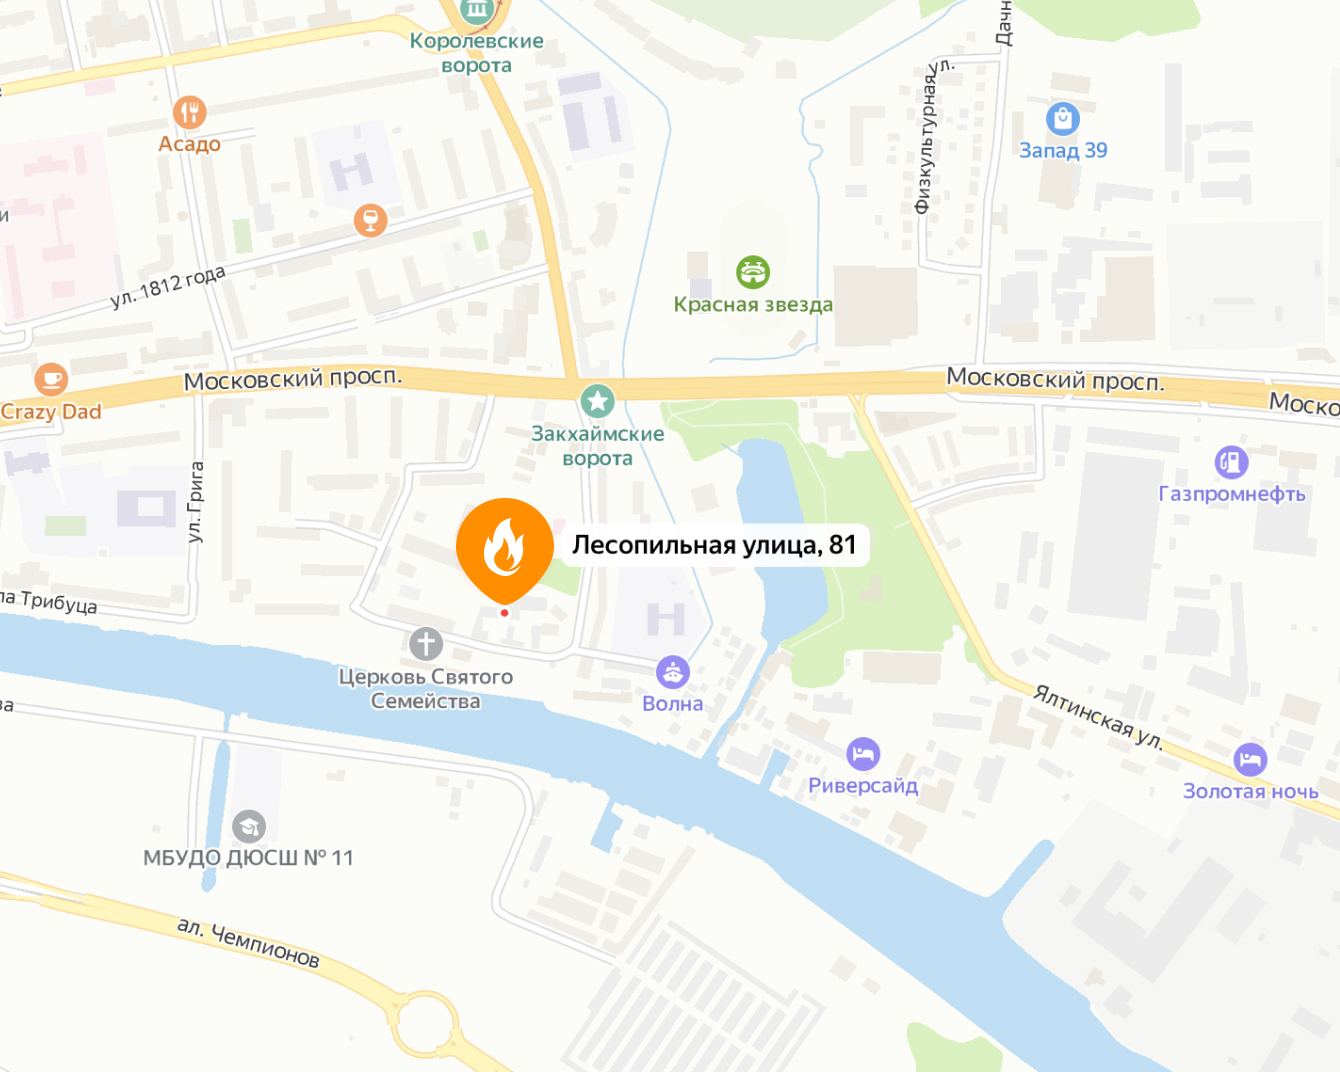 Королевские
ворота
Дачн
Физкультурная ул.
Асадо
Запад 39
и
ул. 1812 года
Красная звезда
Московский просп.
Московский просп.
Моско
Crazy Dad
Закхаймские
ворота
ул. Грига
Газпромнефть
Лесопильная улица, 81
ла Трибуца
Церковь Святого
Семейства
Волна
ва
Ялтинская ул.
Риверсайд
Золотая ночь
МБУДО ДЮСШ № 11
ал. Чемпионов